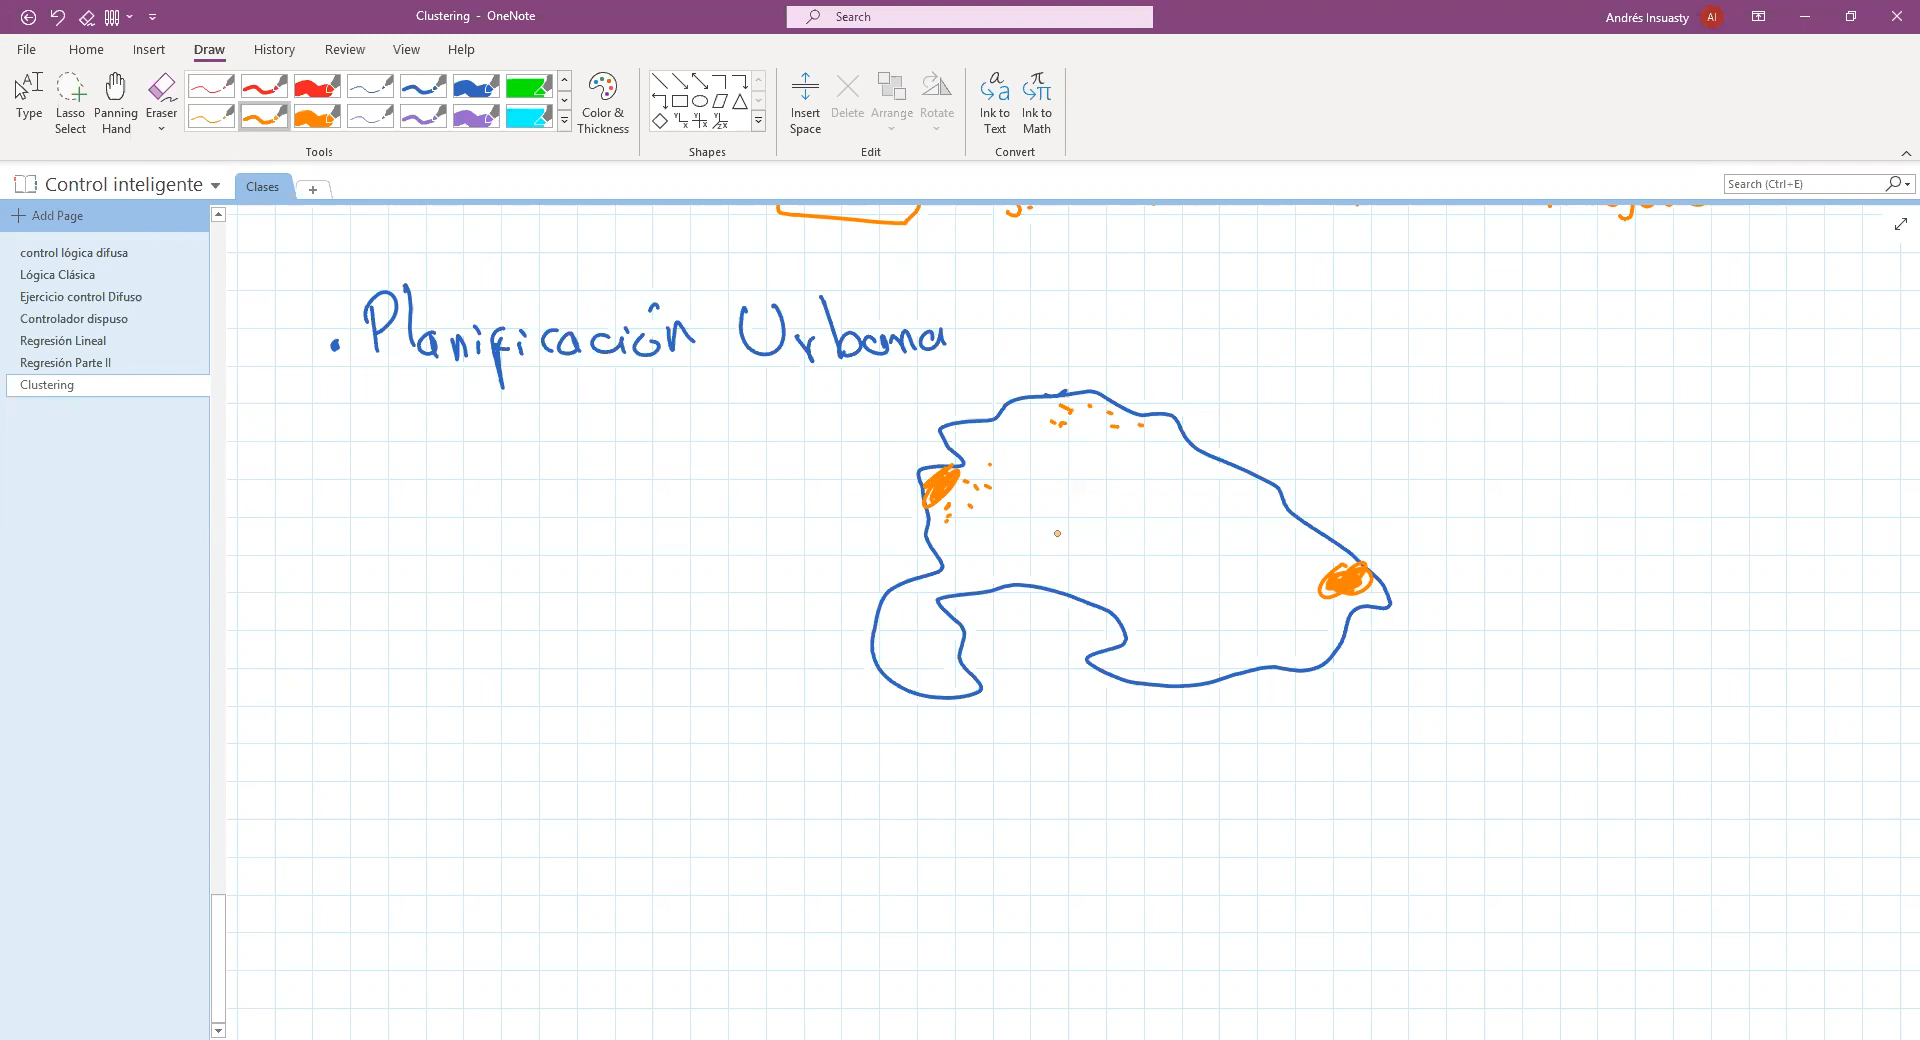 Clustering - OneNote
Search
Andrés Insuasty
AI
File Home Insert Draw History Review View Help
Type
Lasso Select
Panning Hand
Eraser
Color & Thickness
Insert Space
Delete
Arrange
Rotate
Ink to Text
Ink to Math
Tools
Shapes
Edit
Convert
Control inteligente
Clases
Search (Ctrl+E)
Add Page
control lógica difusa
Lógica Clásica
Ejercicio control Difuso
Controlador dispuso
Regresión Lineal
Regresión Parte II
Clustering
. Planificación Urbana